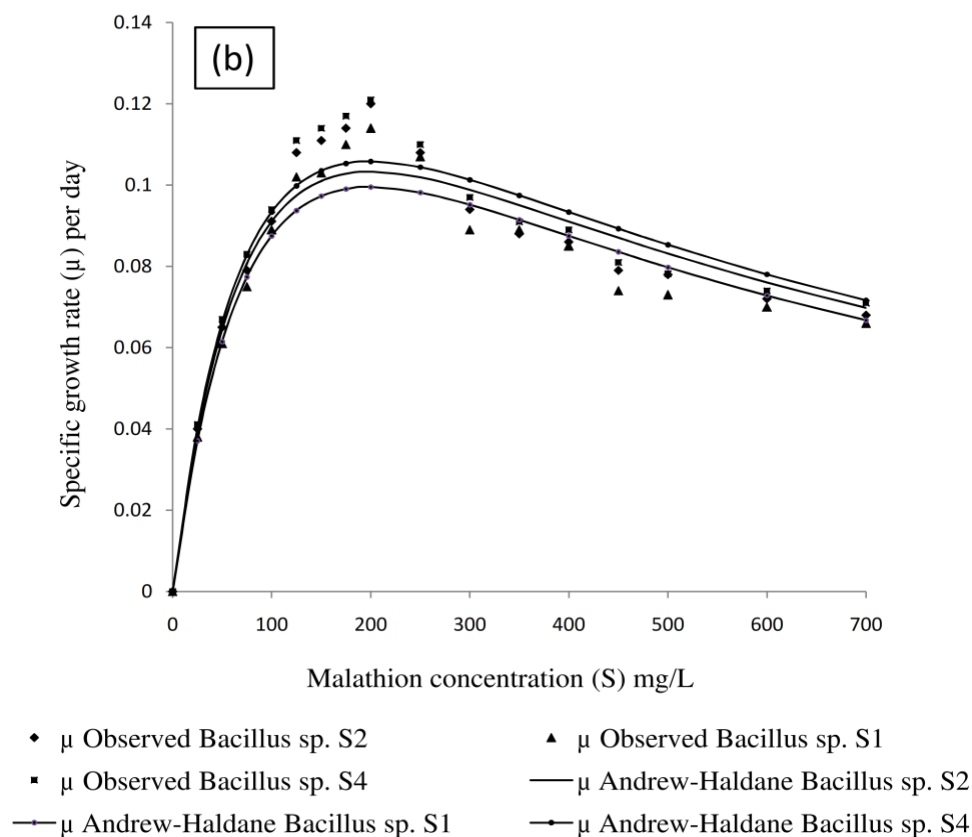 0.14
(b)
0.12
0.1
0.08
0.06
0.04
0.02
0
Specific growth rate (μ) per day
0 100 200 300 400 500 600 700
Malathion concentration (S) mg/L
μ Observed Bacillus sp. S2 μ Observed Bacillus sp. S1
μ Observed Bacillus sp. S4 μ Andrew-Haldane Bacillus sp. S2
μ Andrew-Haldane Bacillus sp. S1 μ Andrew-Haldane Bacillus sp. S4